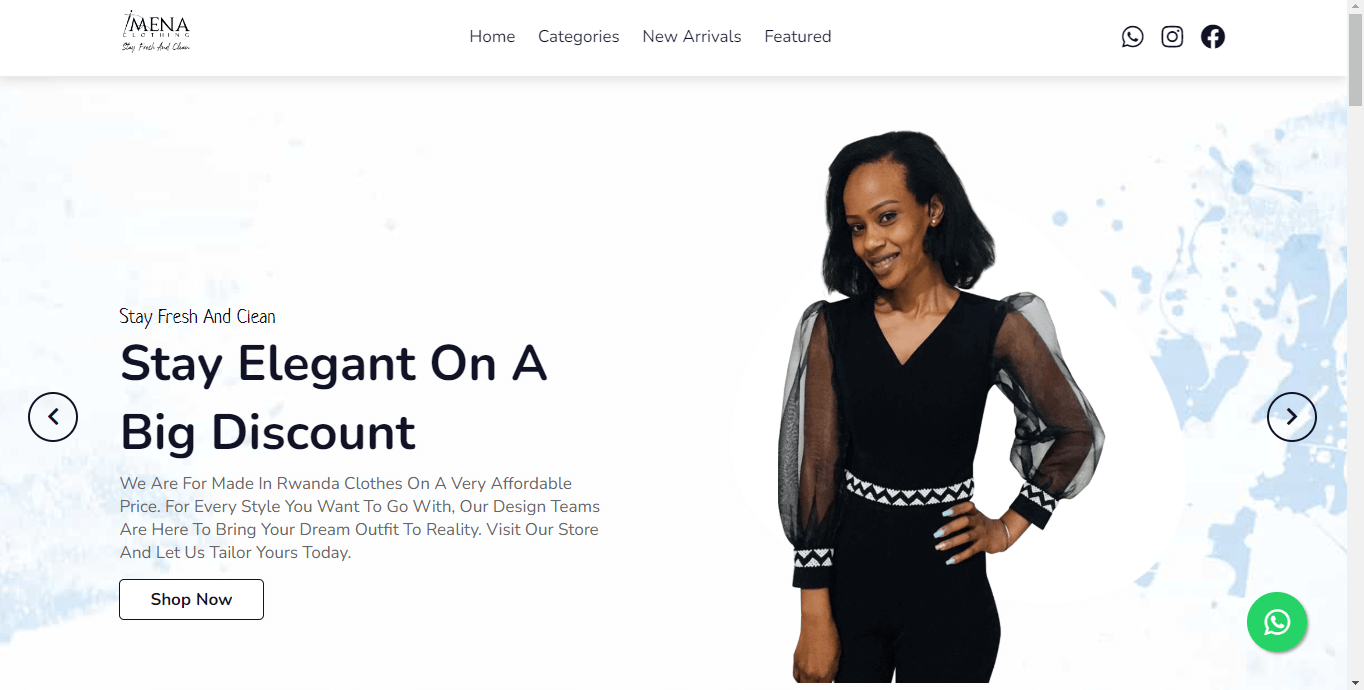 IMENA
CLOTHING
Stay Fresh And Clean
Home Categories New Arrivals Featured
Stay Fresh And Clean
Stay Elegant On A
Big Discount
We Are For Made In Rwanda Clothes On A Very Affordable
Price. For Every Style You Want To Go With, Our Design Teams
Are Here To Bring Your Dream Outfit To Reality. Visit Our Store
And Let Us Tailor Yours Today.
Shop Now